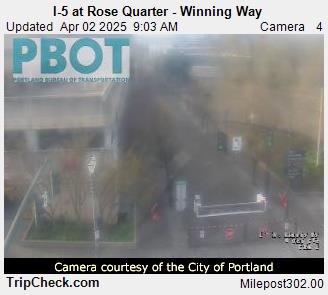 I-5 at Rose Quarter - Winning Way
Updated Apr 02 2025 9:03 AM Camera 4
PBOT
PORTLAND BUREAU OF TRANSPORTATION
Camera courtesy of the City of Portland
TripCheck.com Milepost302.00